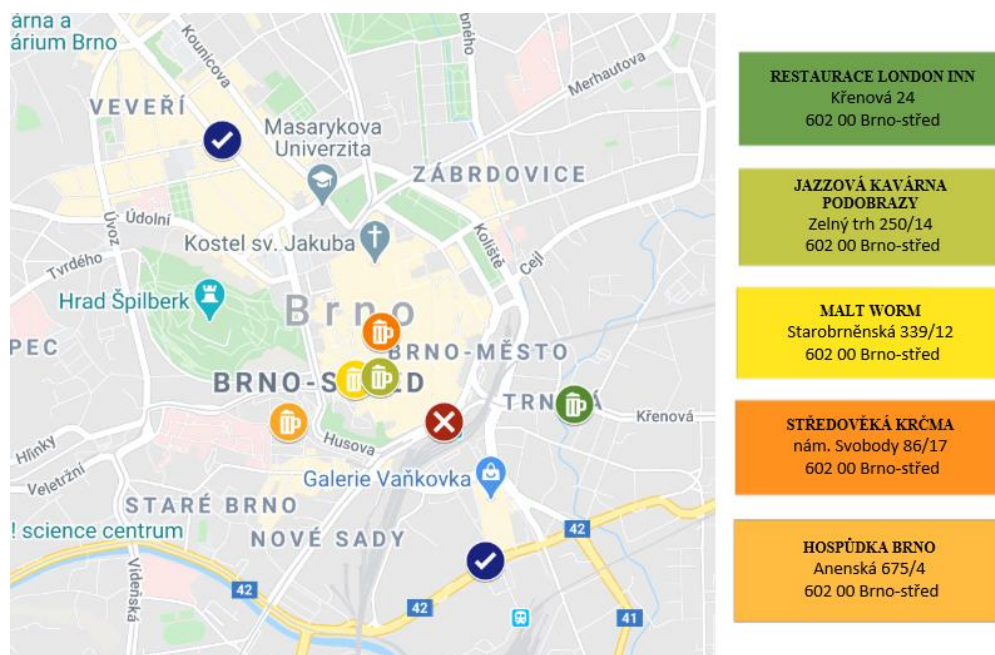 árna a
árium Brno
Kounicova
bného
Merhautova
VEVEŘÍ
Masarykova
Univerzita
ZÁBRDOVICE
Údolní
Úvoz
Tvrdého
Kostel sv. Jakuba
Koliště
Cejl
Hrad Špilberk
Brno
PEC
BRNO-MĚSTO
BRNO-S ED
TRN Á
Křenová
Hlinky
Husova
Veletržní
Galerie Vaňkovka
STARÉ BRNO
! science centrum
NOVÉ SADY
42
Vídeňská
42
42
41
RESTAURACE LONDON INN
Křenová 24
602 00 Brno-střed
JAZZOVÁ KAVÁRNA
PODOBRAZY
Zelný trh 250/14
602 00 Brno-střed
MALT WORM
Starobrněnská 339/12
602 00 Brno-střed
STŘEDOVĚKÁ KRČMA
nám. Svobody 86/17
602 00 Brno-střed
HOSPŮDKA BRNO
Anenská 675/4
602 00 Brno-střed